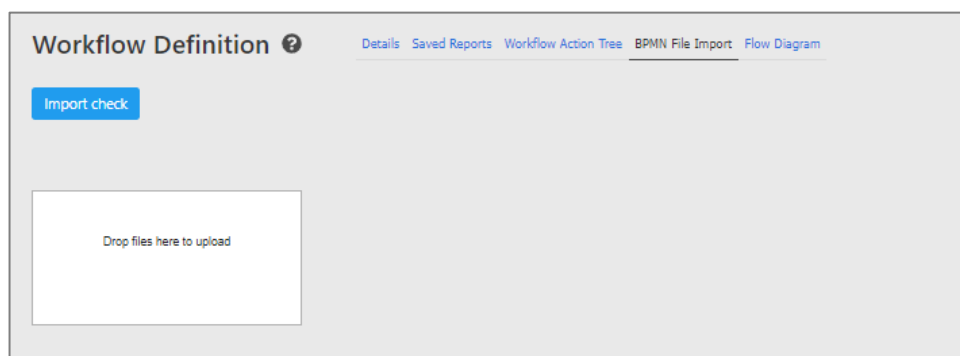 Workflow Definition ?
Details Saved Reports Workflow Action Tree BPMN File Import Flow Diagram
Import check
Drop files here to upload